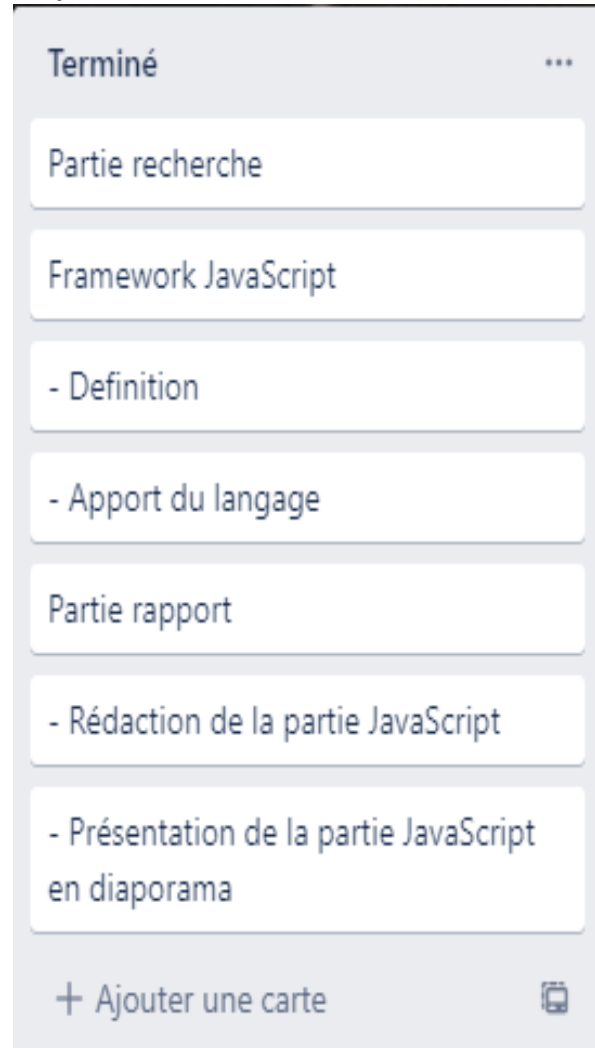 Terminé
Partie recherche
Framework JavaScript
- Definition
- Apport du langage
Partie rapport
- Rédaction de la partie JavaScript
- Présentation de la partie JavaScript
en diaporama
+ Ajouter une carte